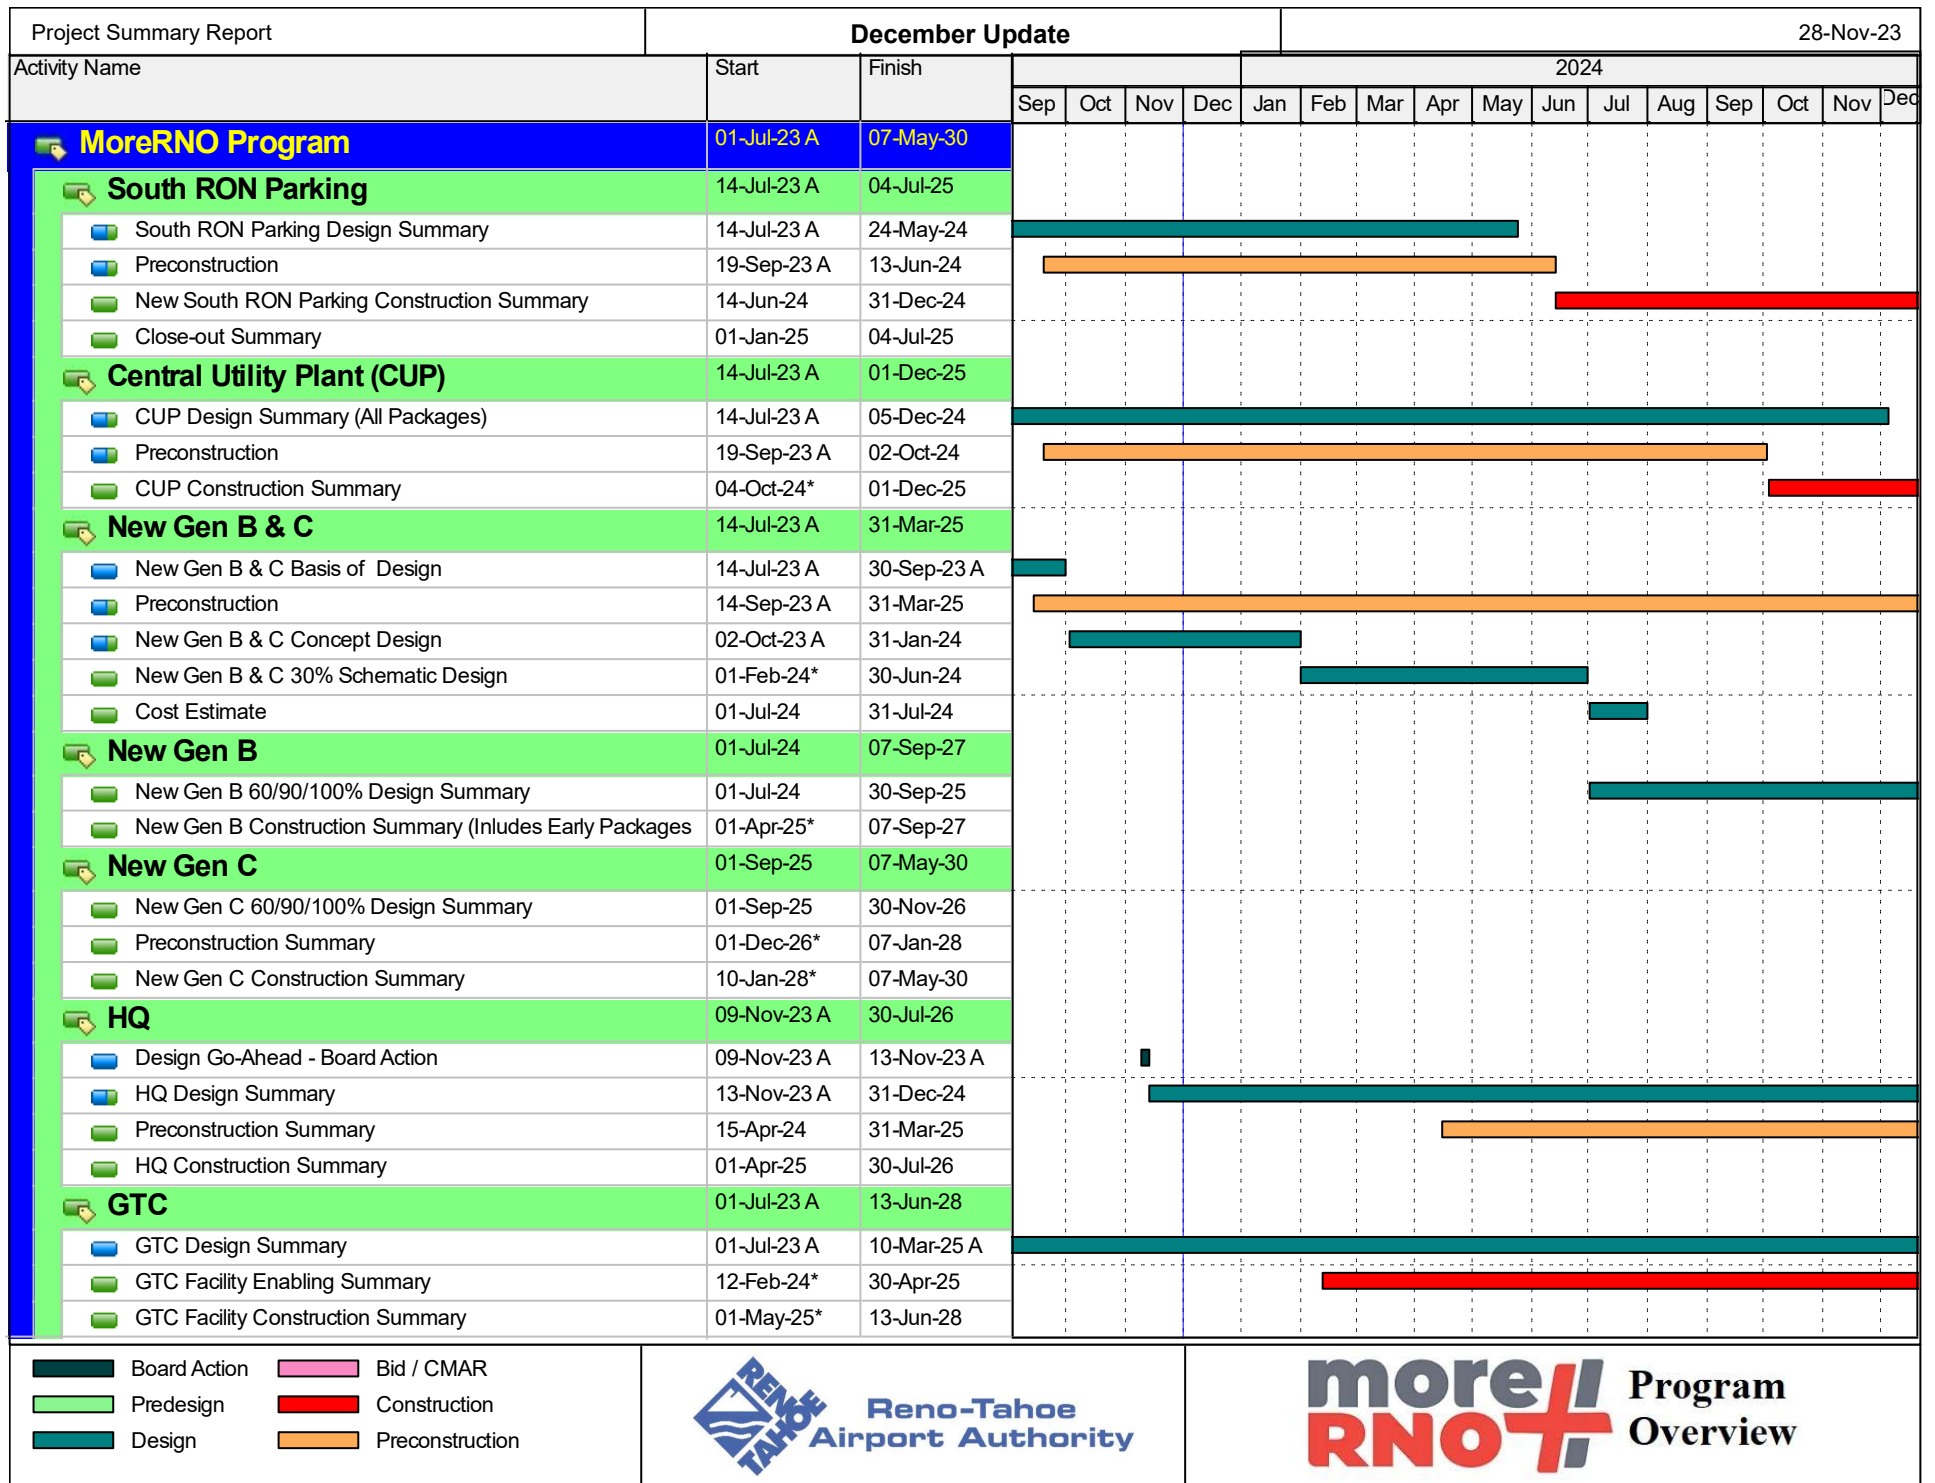 Project Summary Report
December Update
28-Nov-23
Activity Name Start Finish
2024
Sep Oct Nov Dec Jan Feb Mar Apr May Jun Jul Aug Sep Oct Nov Dec
MoreRNO Program 01-Jul-23 A 07-May-30
South RON Parking 14-Jul-23 A 04-Jul-25
South RON Parking Design Summary 14-Jul-23 A 24-May-24
Preconstruction 19-Sep-23 A 13-Jun-24
New South RON Parking Construction Summary 14-Jun-24 31-Dec-24
Close-out Summary 01-Jan-25 04-Jul-25
Central Utility Plant (CUP) 14-Jul-23 A 01-Dec-25
CUP Design Summary (All Packages) 14-Jul-23 A 05-Dec-24
Preconstruction 19-Sep-23 A 02-Oct-24
CUP Construction Summary 04-Oct-24* 01-Dec-25
New Gen B & C 14-Jul-23 A 31-Mar-25
New Gen B & C Basis of Design 14-Jul-23 A 30-Sep-23 A
Preconstruction 14-Sep-23 A 31-Mar-25
New Gen B & C Concept Design 02-Oct-23 A 31-Jan-24
New Gen B & C 30% Schematic Design 01-Feb-24* 30-Jun-24
Cost Estimate 01-Jul-24 31-Jul-24
New Gen B 01-Jul-24 07-Sep-27
New Gen B 60/90/100% Design Summary 01-Jul-24 30-Sep-25
New Gen B Construction Summary (Inludes Early Packages 01-Apr-25* 07-Sep-27
New Gen C 01-Sep-25 07-May-30
New Gen C 60/90/100% Design Summary 01-Sep-25 30-Nov-26
Preconstruction Summary 01-Dec-26* 07-Jan-28
New Gen C Construction Summary 10-Jan-28* 07-May-30
HQ 09-Nov-23 A 30-Jul-26
Design Go-Ahead - Board Action 09-Nov-23 A 13-Nov-23 A
HQ Design Summary 13-Nov-23 A 31-Dec-24
Preconstruction Summary 15-Apr-24 31-Mar-25
HQ Construction Summary 01-Apr-25 30-Jul-26
GTC 01-Jul-23 A 13-Jun-28
GTC Design Summary 01-Jul-23 A 10-Mar-25 A
GTC Facility Enabling Summary 12-Feb-24* 30-Apr-25
GTC Facility Construction Summary 01-May-25* 13-Jun-28
Board Action Bid / CMAR
Predesign Construction
Design Preconstruction
RENO
TAHOE
Reno-Tahoe
Airport Authority
more
RNO
Program
Overview